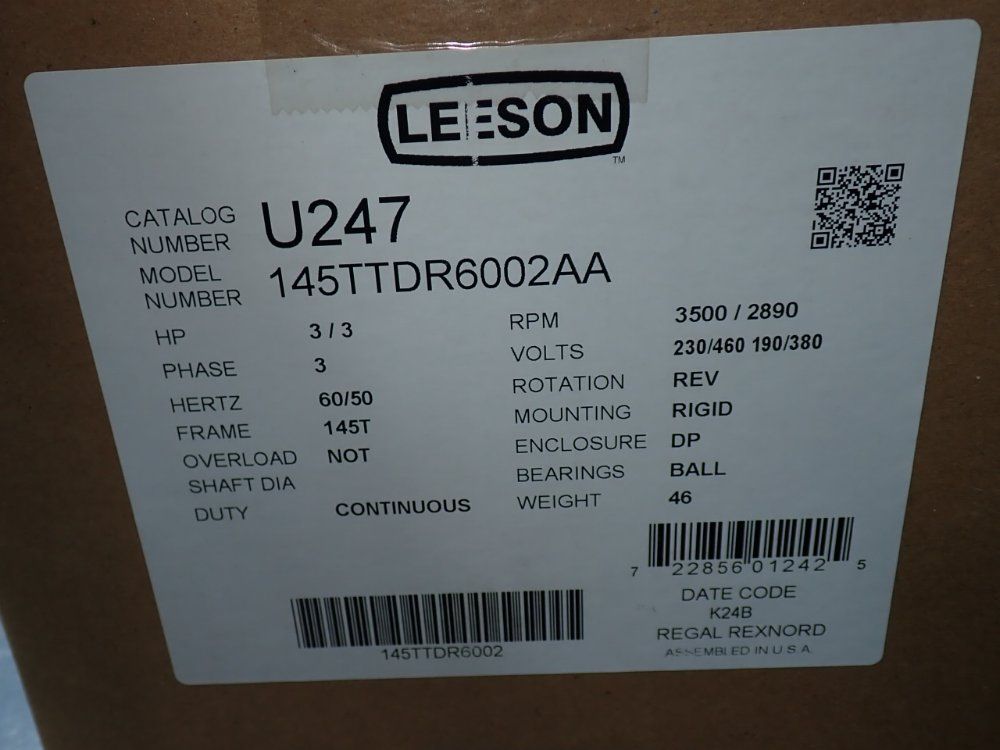 LEESON
TM
CATALOG NUMBER U247
MODEL NUMBER 145TTDR6002AA
HP 3 / 3
PHASE 3
HERTZ 60/50
FRAME 145T
OVERLOAD NOT
SHAFT DIA
DUTY CONTINUOUS
RPM 3500 / 2890
VOLTS 230/460 190/380
ROTATION REV
MOUNTING RIGID
ENCLOSURE DP
BEARINGS BALL
WEIGHT 46
7 22856 01242 5
DATE CODE
K24B
REGAL REXNORD
ASSEMBLED IN U.S.A.
145TTDR6002